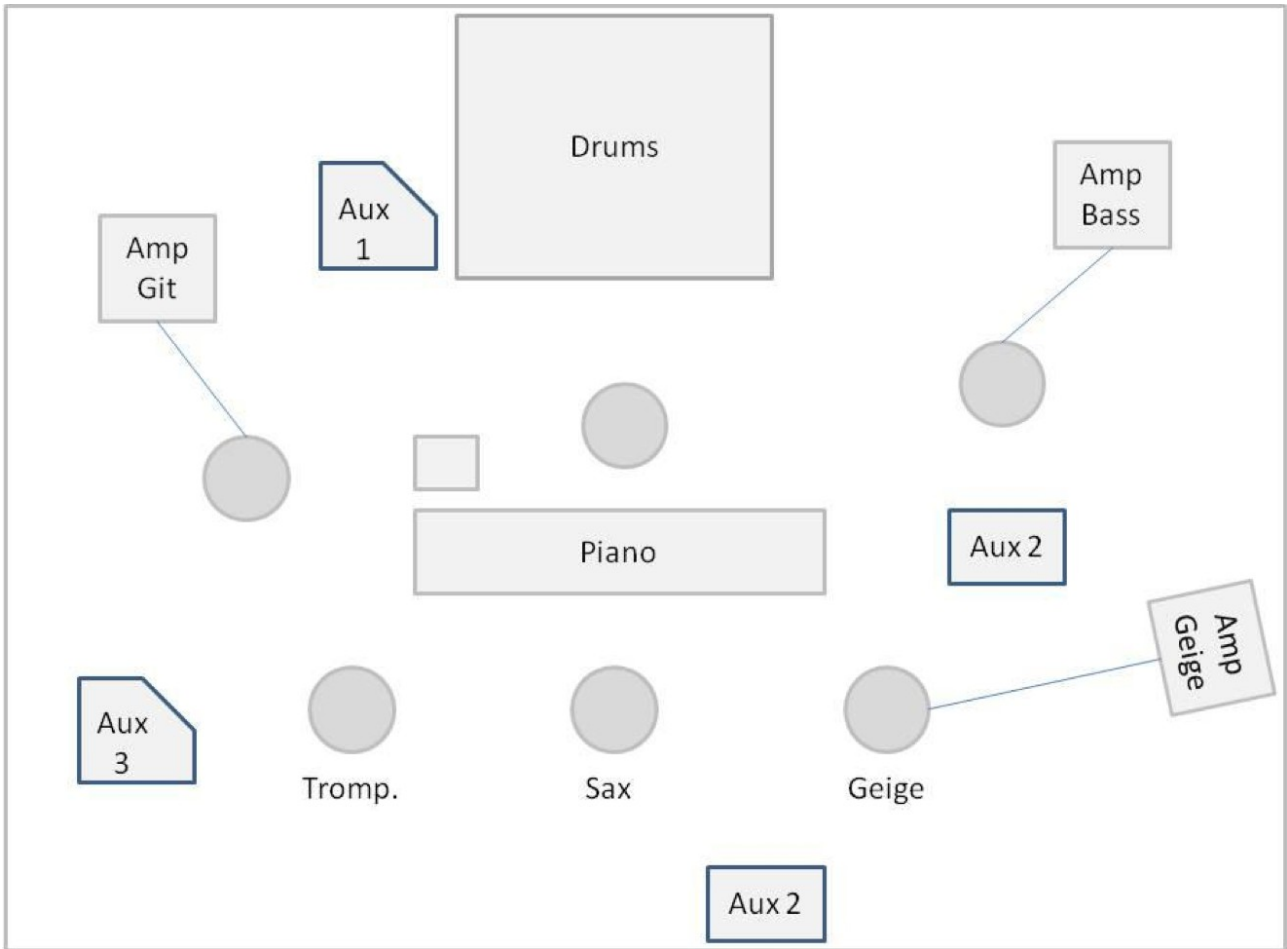 Drums
Aux
1
Amp
Git
Amp
Bass
Piano
Aux 2
Amp
Geige
Aux
3
Tromp.
Sax
Geige
Aux 2